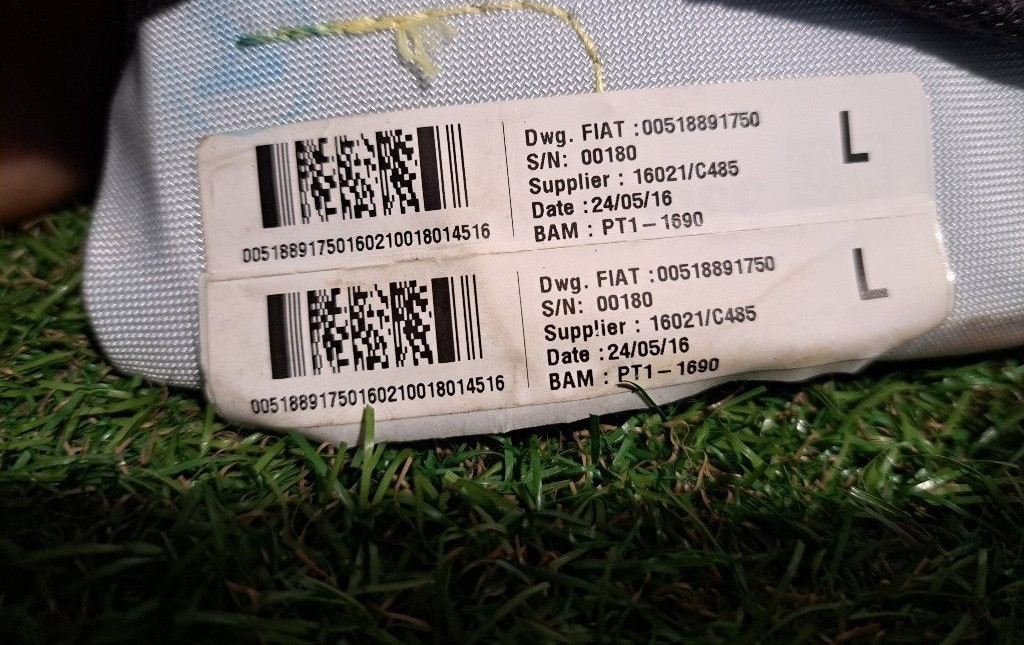 Dwg. FIAT :00518891750
S/N: 00180
Supplier : 16021/C485
Date :24/05/16
BAM : PT1-1690
L
00518891750160210018014516
Dwg. FIAT :00518891750
S/N: 00180
Supplier : 16021/C485
Date :24/05/16
BAM : PT1-1690
L
00518891750160210018014516